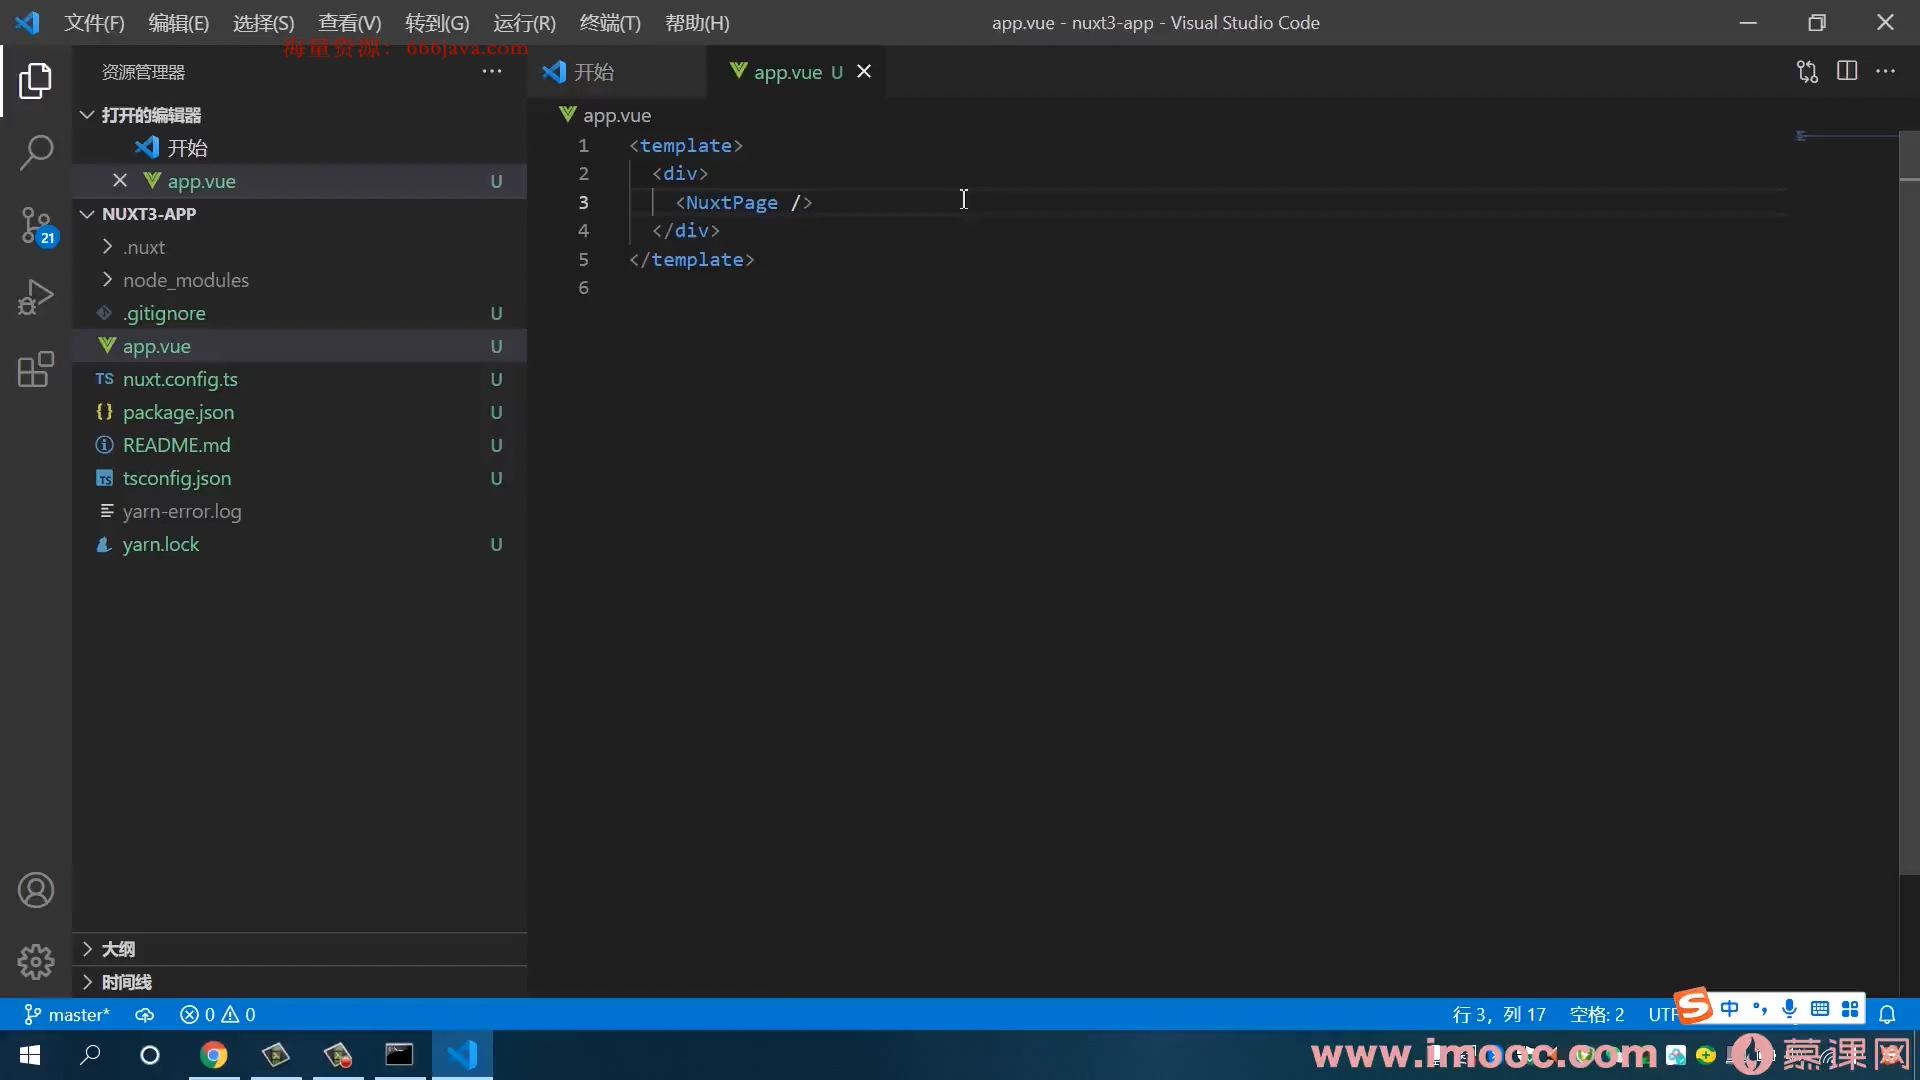 文件(F) 编辑(E) 选择(S) 查看(V) 转到(G) 运行(R) 终端(T) 帮助(H) app.vue - nuxt3-app - Visual Studio Code
海量资源：666java.com
资源管理器
开始
app.vue U
打开的编辑器
开始
app.vue U
NUXT3-APP
.nuxt
node_modules
.gitignore U
app.vue U
nuxt.config.ts U
package.json U
README.md U
tsconfig.json U
yarn-error.log
yarn.lock U
大纲
时间线
app.vue
1 <template>
2 <div>
3 <NuxtPage />
4 </div>
5 </template>
6
21
master* 0 0 行 3，列 17 空格: 2 UTF
中
www.imooc.com 慕课网